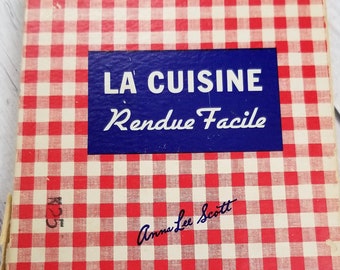 LA CUISINE
Rendue Facile
Anna Lee Scott